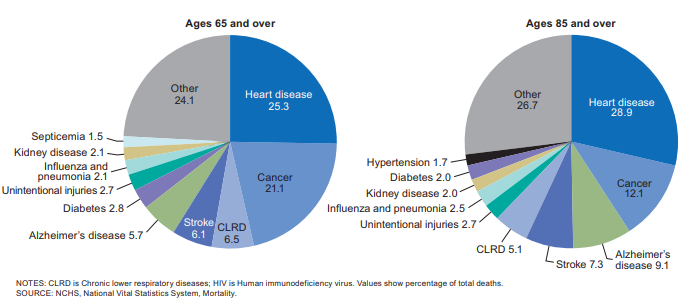 Ages 65 and over
Other
24.1
Heart disease
25.3
Septicemia 1.5
Kidney disease 2.1
Influenza and
pneumonia 2.1
Unintentional injuries 2.7
Diabetes 2.8
Alzheimer's disease 5.7
Stroke
6.1
CLRD
6.5
Cancer
21.1
Ages 85 and over
Other
26.7
Heart disease
28.9
Hypertension 1.7
Diabetes 2.0
Kidney disease 2.0
Influenza and pneumonia 2.5
Unintentional injuries 2.7
CLRD 5.1
Stroke 7.3
Alzheimer's
disease 9.1
Cancer
12.1
NOTES: CLRD is Chronic lower respiratory diseases; HIV is Human immunodeficiency virus. Values show percentage of total deaths.
SOURCE: NCHS, National Vital Statistics System, Mortality.